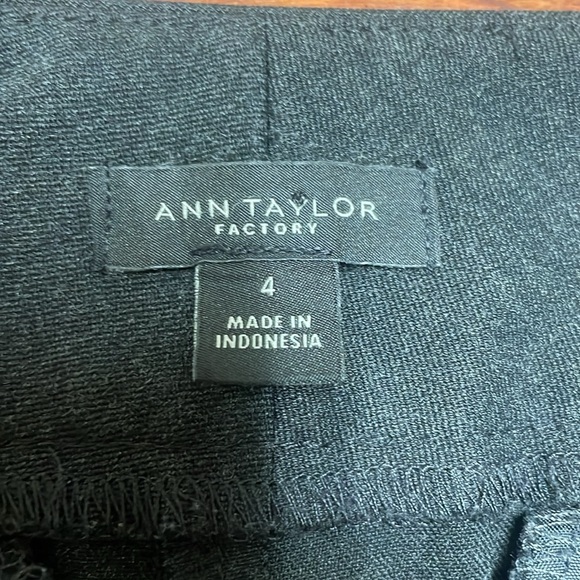 ANN TAYLOR
FACTORY
4
MADE IN
INDONESIA